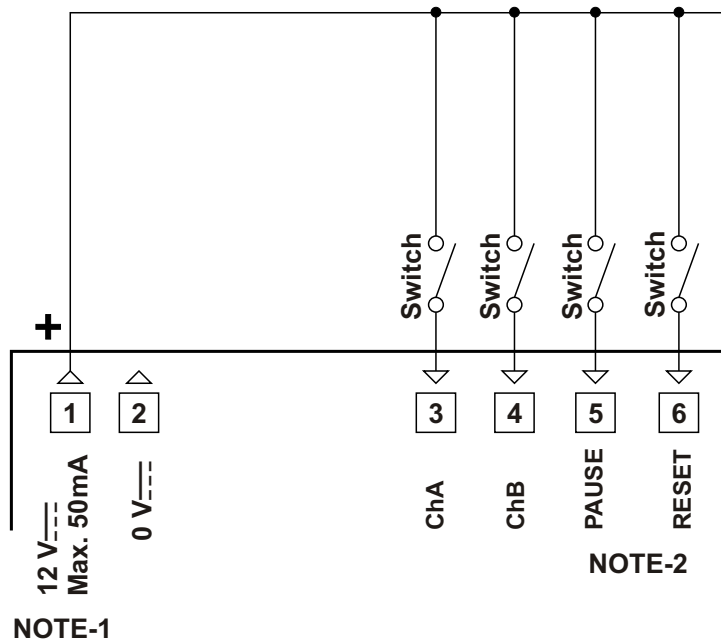 Switch
Switch
Switch
Switch
+
1
2
3
4
5
6
12 V
Max. 50mA
0 V
ChA
ChB
PAUSE
RESET
NOTE-2
NOTE-1